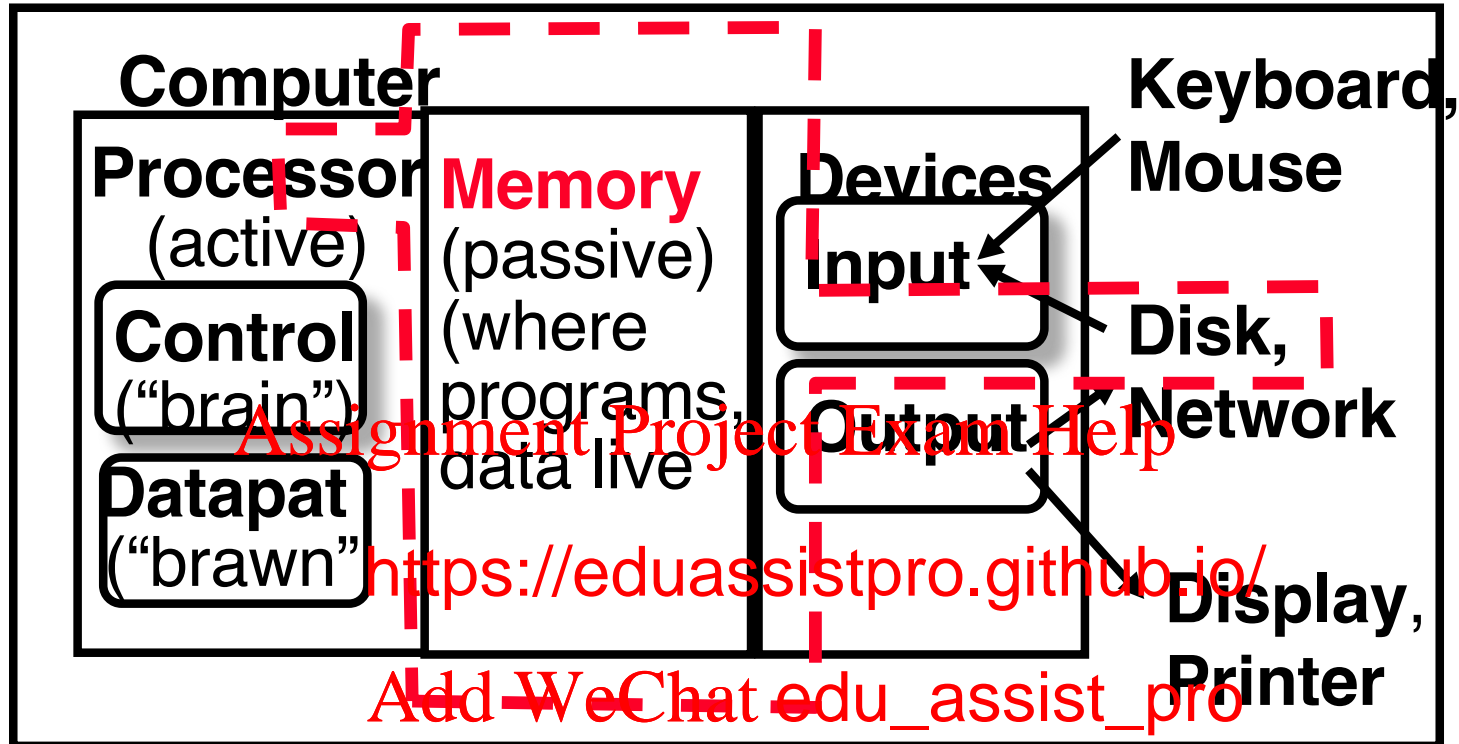 Computer
Processor
(active)
Control
(“brain”)
Datapat
(“brawn”
Memory
(passive)
(where
programs,
data live
Devices
Input
Output
Keyboard,
Mouse
Disk,
Network
Display,
Printer
Assignment Project Exam Help
https://eduassistpro.github.io/
Add WeChat edu_assist_pro